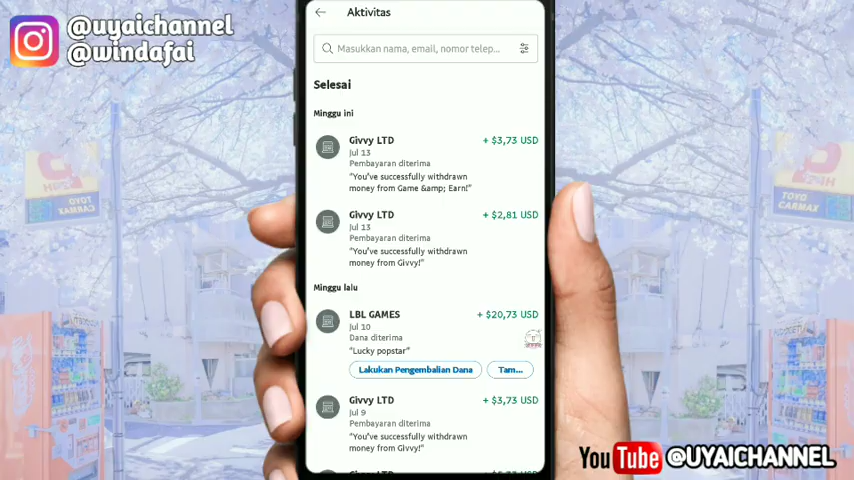 @uyaichannel
@windafai
Aktivitas
Masukkan nama, email, nomor telep...
Selesai
Minggu ini
Givvy LTD
+ $3,73 USD
Jul 13
Pembayaran diterima
"You've successfully withdrawn
money from Game &amp; Earn!"
Givvy LTD
+ $2,81 USD
Jul 13
Pembayaran diterima
"You've successfully withdrawn
money from Givvy!"
Minggu lalu
LBL GAMES
+ $20,73 USD
Jul 10
Dana diterima
"Lucky popstar"
Lakukan Pengembalian Dana
Tam...
Givvy LTD
+ $3,73 USD
Jul 9
Pembayaran diterima
"You've successfully withdrawn
money from Givvy!"
TOYO
CARMAX
YouTube @UYAICHANNEL